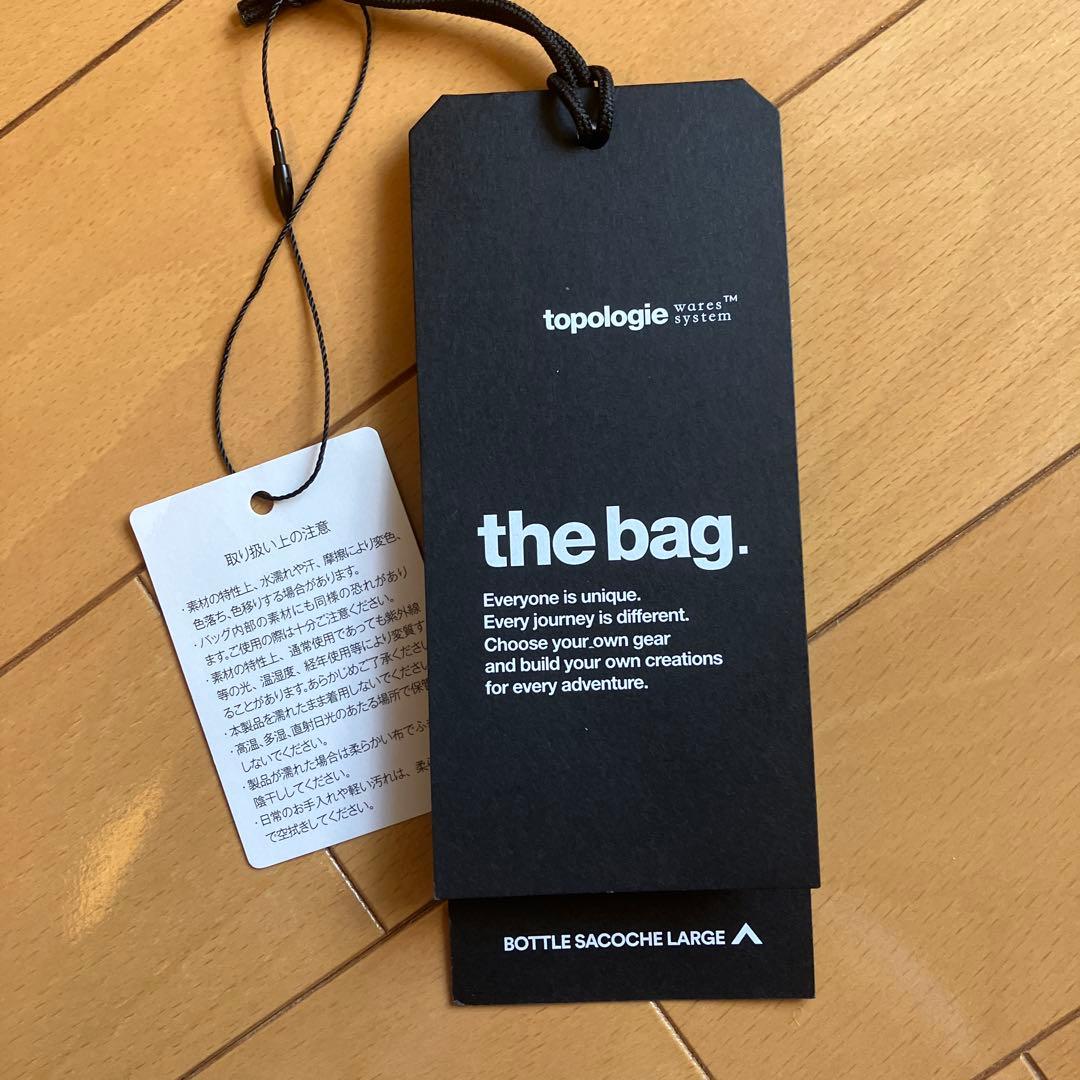 topologie wares™
system
the bag.
Everyone is unique.
Every journey is different.
Choose your own gear
and build your own creations
for every adventure.
BOTTLE SACOCHE LARGE
取り扱い上の注意
・素材の特性上、水濡れや汗、摩擦により変色、
色落ち、色移りする場合があります。
・バッグ内部の素材にも同様の恐れがあり
ます。ご使用の際は十分ご注意ください。
・素材の特性上、通常使用であっても紫外線
等の光、温湿度、経年使用等により変質す
ることがあります。あらかじめご了承ください
・本製品を濡れたまま着用しないでください
・高温、多湿、直射日光のあたる場所で保管
しないでください。
・製品が濡れた場合は柔らかい布でふ
陰干ししてください。
・日常のお手入れや軽い汚れは、柔
で空拭きしてください。